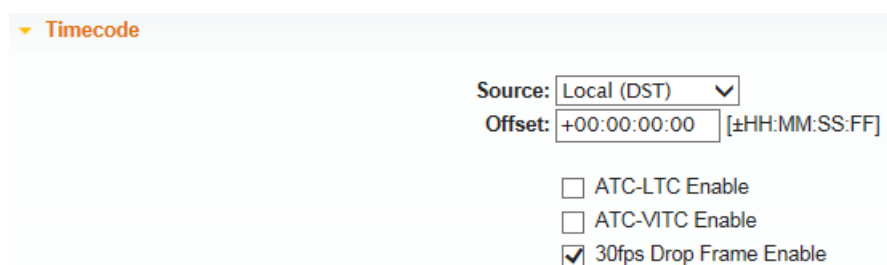 Timecode
Source: Local (DST)
Offset: +00:00:00:00 [±HH:MM:SS:FF]
ATC-LTC Enable
ATC-VITC Enable
30fps Drop Frame Enable